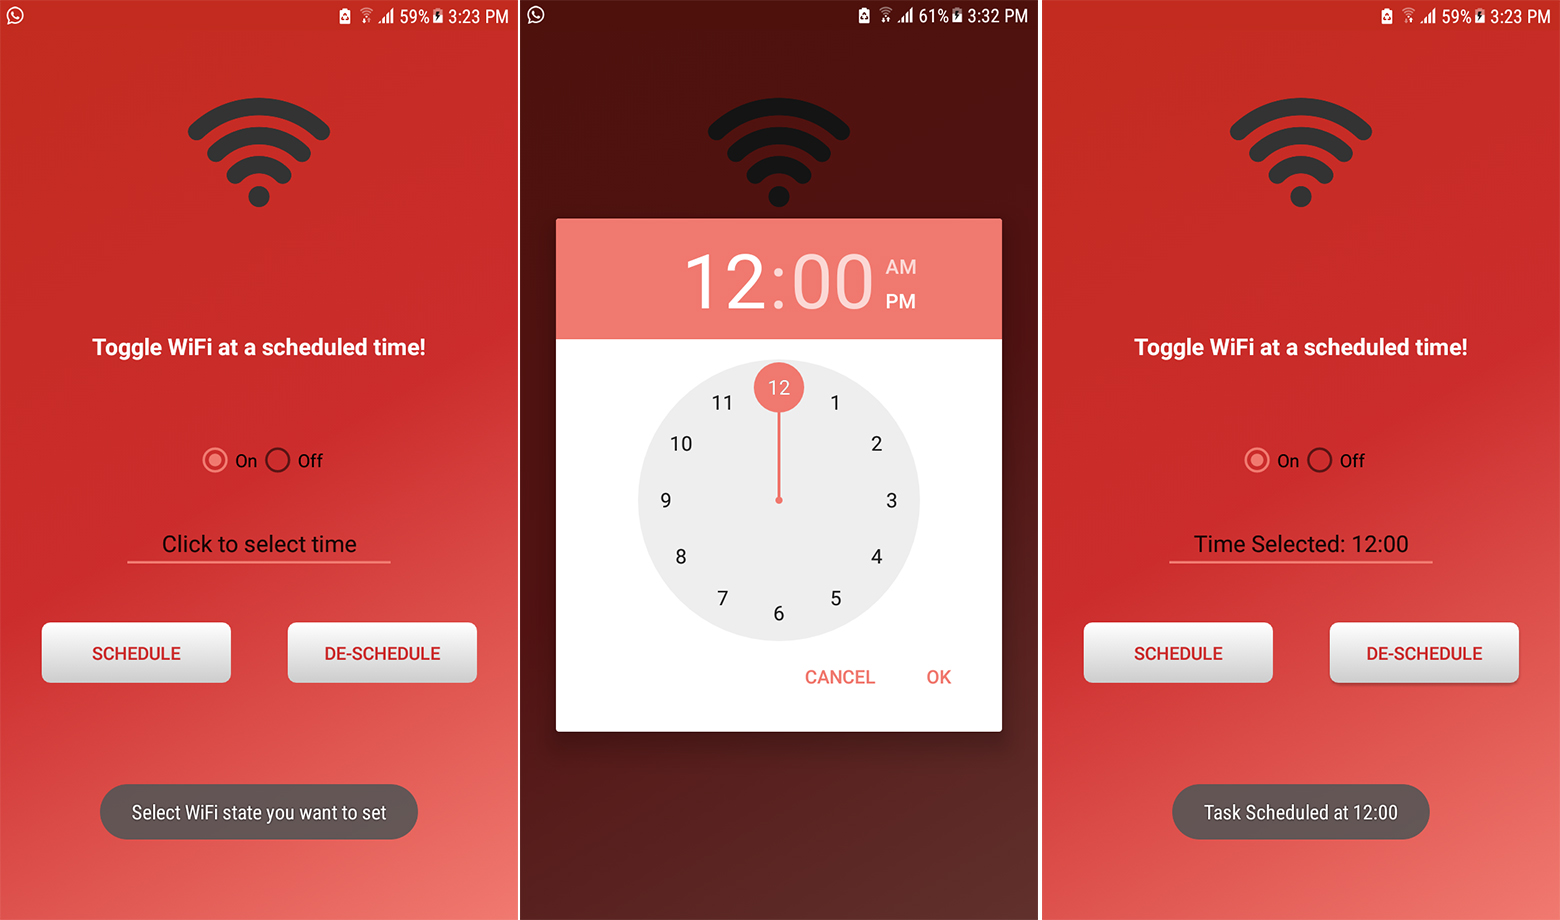 59% 3:23 PM
Toggle WiFi at a scheduled time!
On Off
Click to select time
SCHEDULE DE-SCHEDULE
Select WiFi state you want to set
61% 3:32 PM
12:00 AM
PM
12
1
2
3
4
5
6
7
8
9
10
11
CANCEL OK
59% 3:23 PM
Toggle WiFi at a scheduled time!
On Off
Time Selected: 12:00
SCHEDULE DE-SCHEDULE
Task Scheduled at 12:00